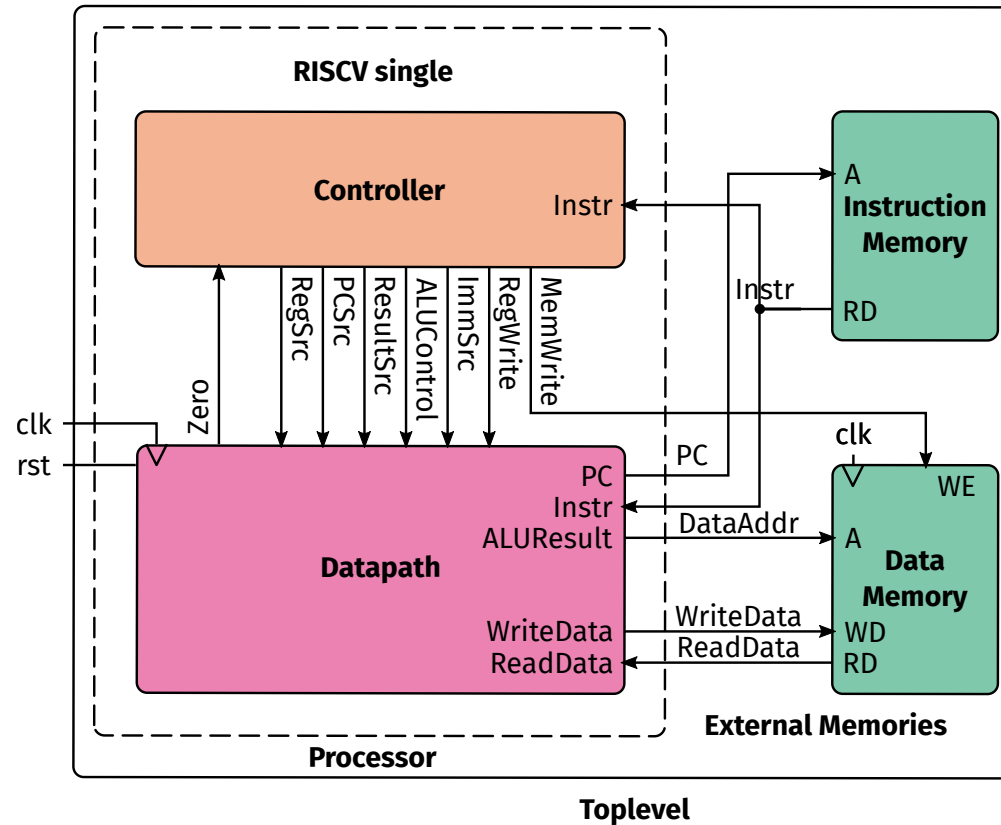 RISCV single
Controller
Instr
A
Instruction
Memory
Instr
RD
RegSrc
PCSrc
ResultSrc
ALUControl
ImmSrc
RegWrite
MemWrite
Zero
clk
rst
clk
PC
PC
WE
Instr
ALUResult
DataAddr
A
Datapath
Data
Memory
WriteData
WriteData
WD
ReadData
ReadData
RD
External Memories
Processor
Toplevel